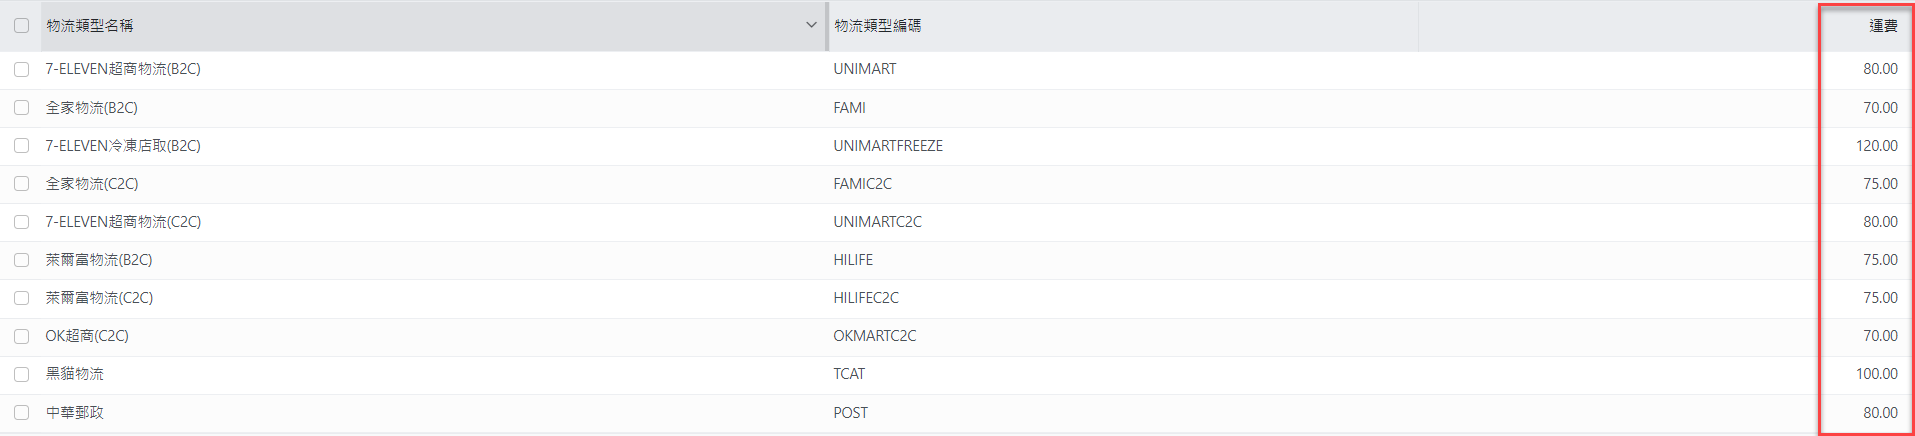 物流類型名稱 物流類型編碼 運費
7-ELEVEN超商物流(B2C) UNIMART 80.00
全家物流(B2C) FAMI 70.00
7-ELEVEN冷凍店取(B2C) UNIMARTFREEZE 120.00
全家物流(C2C) FAMIC2C 75.00
7-ELEVEN超商物流(C2C) UNIMARTC2C 80.00
萊爾富物流(B2C) HILIFE 75.00
萊爾富物流(C2C) HILIFEC2C 75.00
OK超商(C2C) OKMARTC2C 70.00
黑貓物流 TCAT 100.00
中華郵政 POST 80.00